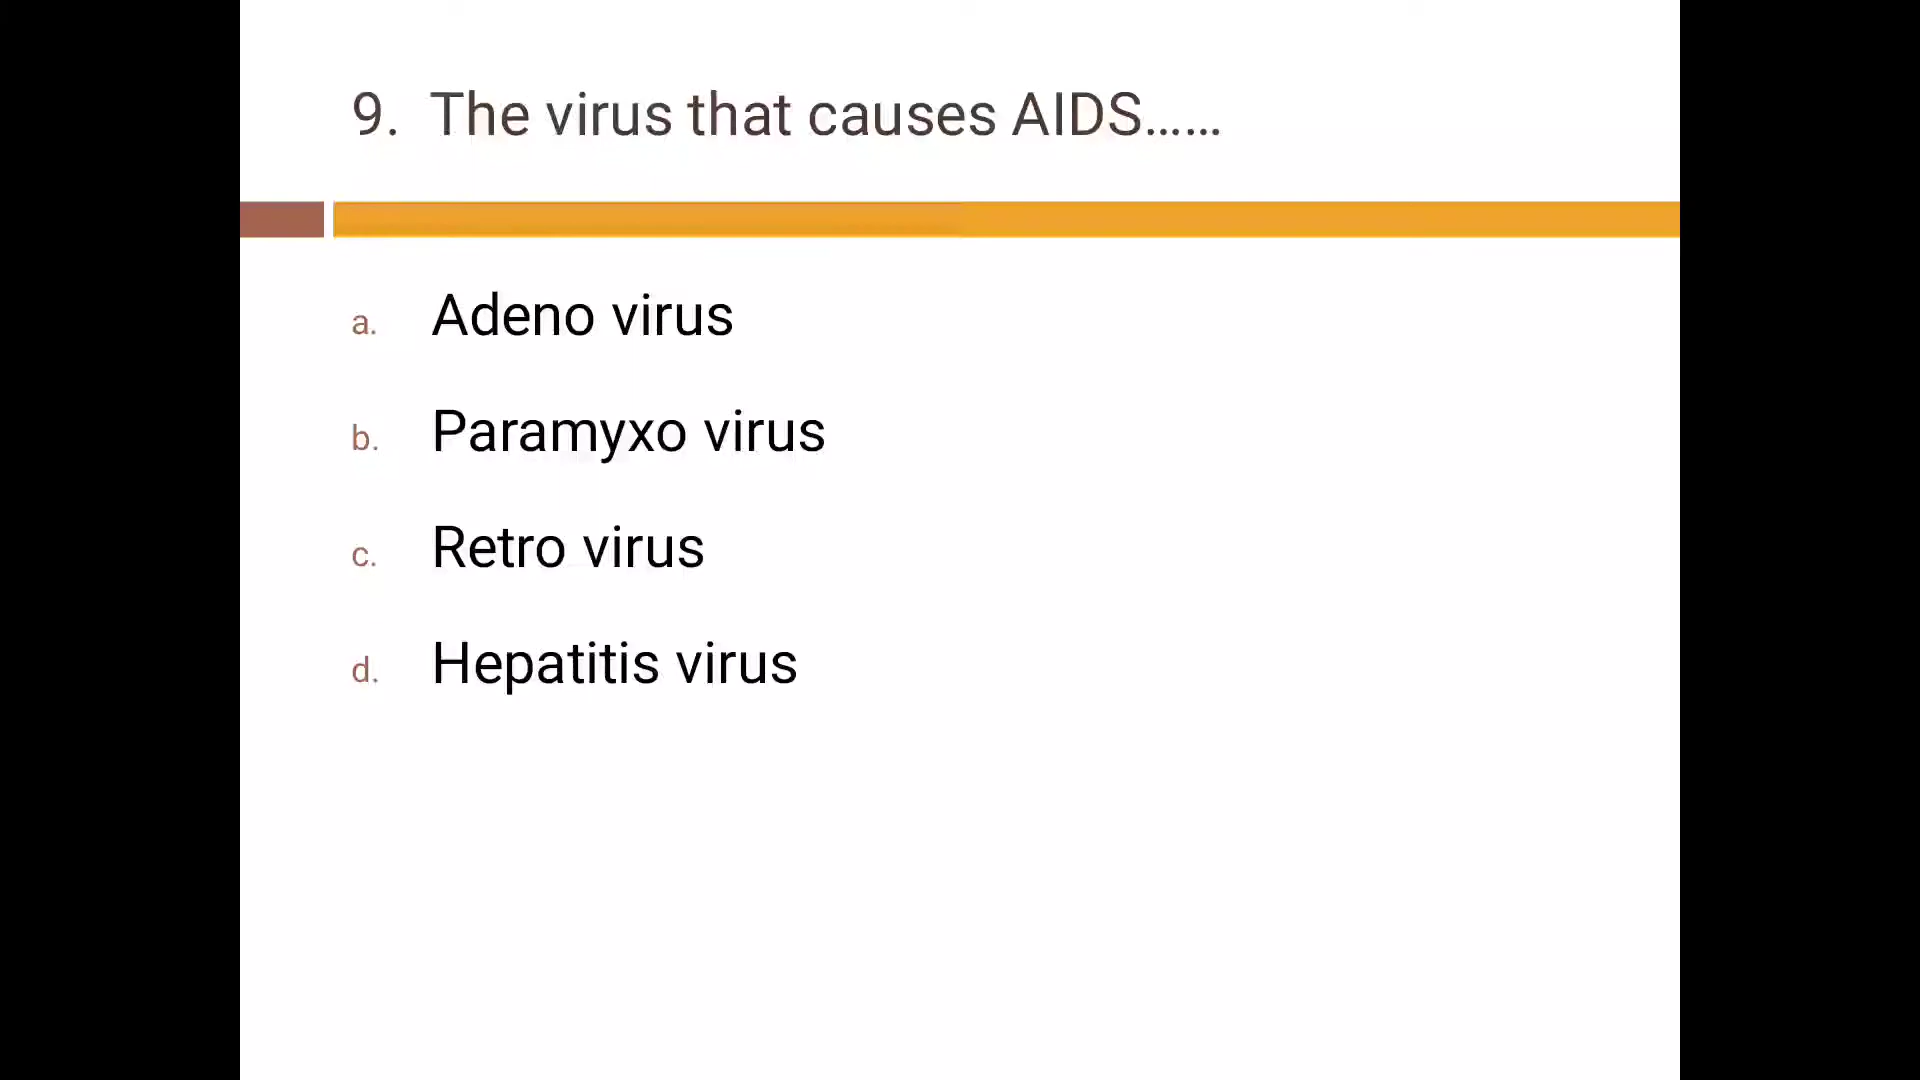 9. The virus that causes AIDS……
a. Adeno virus
b. Paramyxo virus
c. Retro virus
d. Hepatitis virus